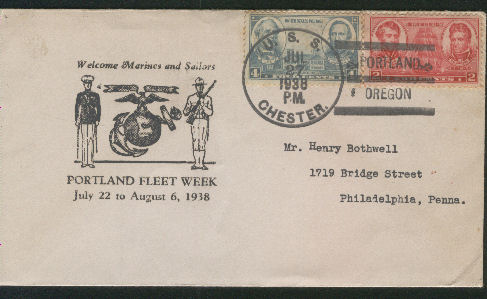 U. S. S.
JUL
1938
PM.
CHESTER.
PORTLAND
OREGON
Welcome Marines and Sailors
PORTLAND FLEET WEEK
July 22 to August 6, 1938
Mr. Henry Bothwell
1719 Bridge Street
Philadelphia, Penna.